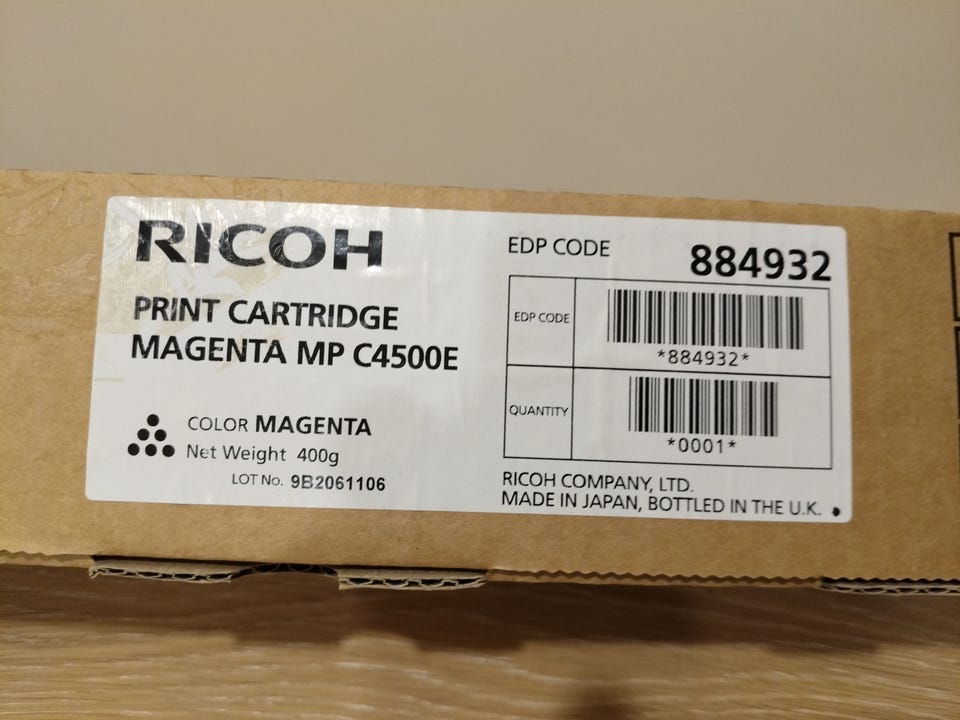 RICOH
PRINT CARTRIDGE
MAGENTA MP C4500E
COLOR MAGENTA
Net Weight 400g
LOT No. 9B2061106
EDP CODE 884932
EDP CODE
*884932*
QUANTITY
*0001*
RICOH COMPANY, LTD.
MADE IN JAPAN, BOTTLED IN THE U.K.